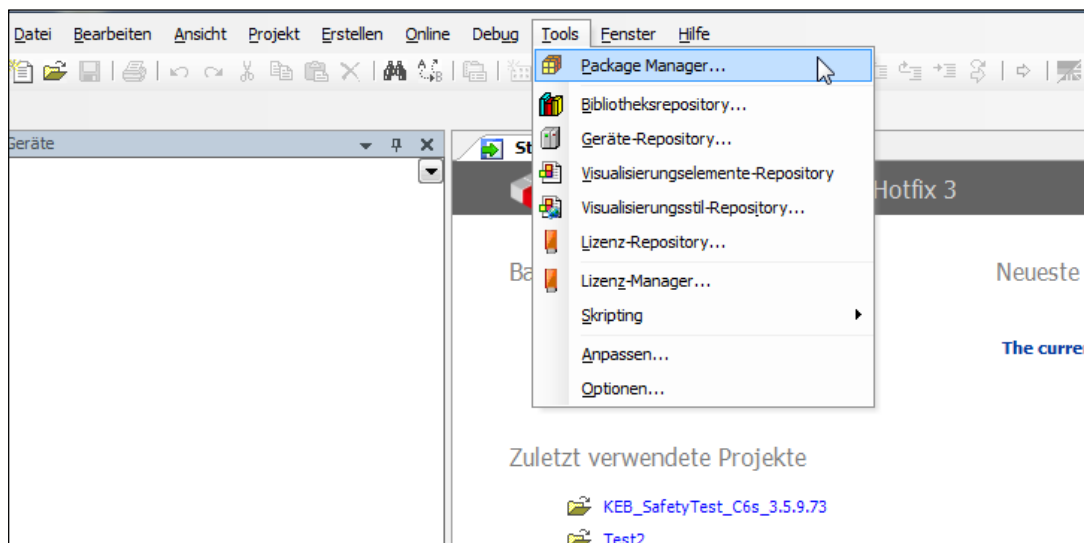 Datei Bearbeiten Ansicht Projekt Erstellen Online Debug Tools Fenster Hilfe
Package Manager...
Bibliotheksrepository...
Geräte
Geräte-Repository...
Visualisierungselemente-Repository
Hotfix 3
Visualisierungsstil-Repository...
Lizenz-Repository...
Ba
Neueste
Lizenz-Manager...
Skripting
The curre
Anpassen...
Optionen...
Zuletzt verwendete Projekte
KEB_SafetyTest_C6s_3.5.9.73
Test2